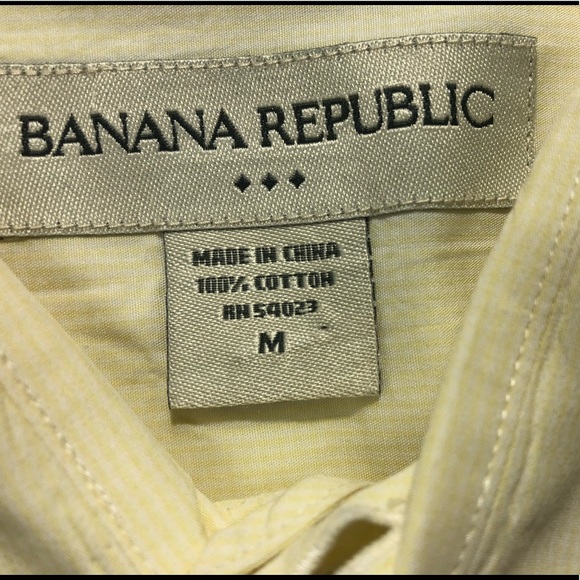 BANANA REPUBLIC
MADE IN CHINA
100% COTTON
RN 54023
M